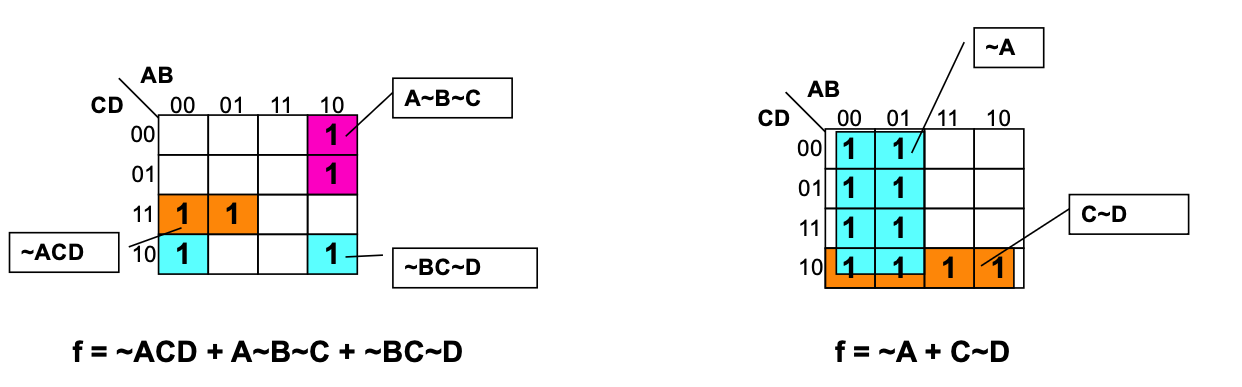 AB
CD
00 01 11 10
00 1
01 1
11 1 1
10 1 1
A~B~C
~ACD
~BC~D
f = ~ACD + A~B~C + ~BC~D
~A
AB
CD
00 01 11 10
00 1 1
01 1 1
11 1 1
10 1 1 1 1
C~D
f = ~A + C~D